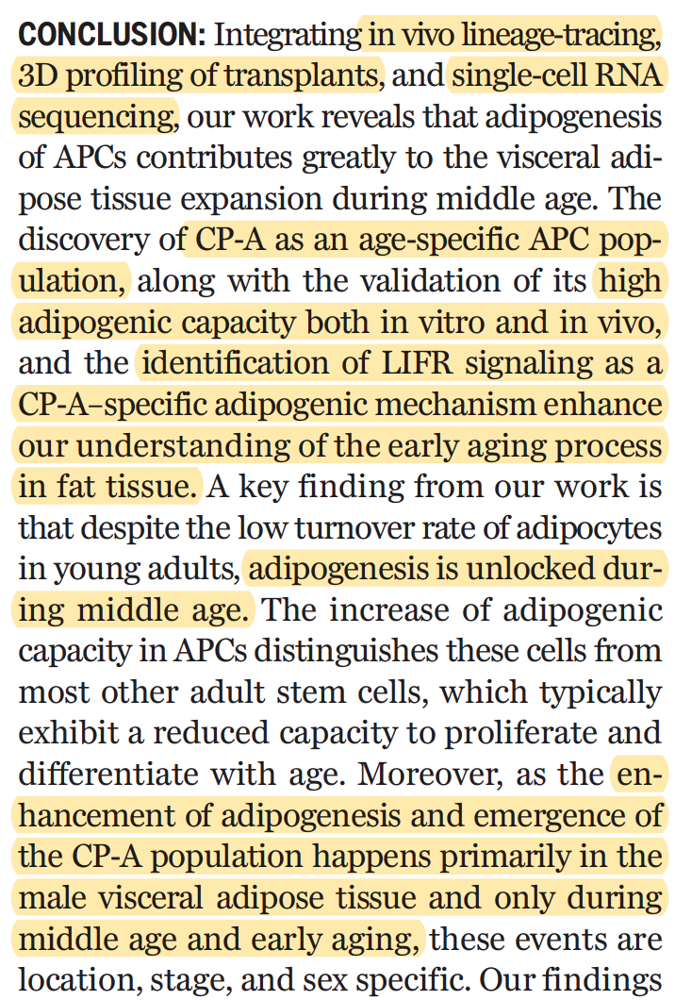 CONCLUSION: Integrating in vivo lineage-tracing,
3D profiling of transplants, and single-cell RNA
sequencing, our work reveals that adipogenesis
of APCs contributes greatly to the visceral adi-
pose tissue expansion during middle age. The
discovery of CP-A as an age-specific APC pop-
ulation, along with the validation of its high
adipogenic capacity both in vitro and in vivo,
and the identification of LIFR signaling as a
CP-A–specific adipogenic mechanism enhance
our understanding of the early aging process
in fat tissue. A key finding from our work is
that despite the low turnover rate of adipocytes
in young adults, adipogenesis is unlocked dur-
ing middle age. The increase of adipogenic
capacity in APCs distinguishes these cells from
most other adult stem cells, which typically
exhibit a reduced capacity to proliferate and
differentiate with age. Moreover, as the en-
hancement of adipogenesis and emergence of
the CP-A population happens primarily in the
male visceral adipose tissue and only during
middle age and early aging, these events are
location, stage, and sex specific. Our findings